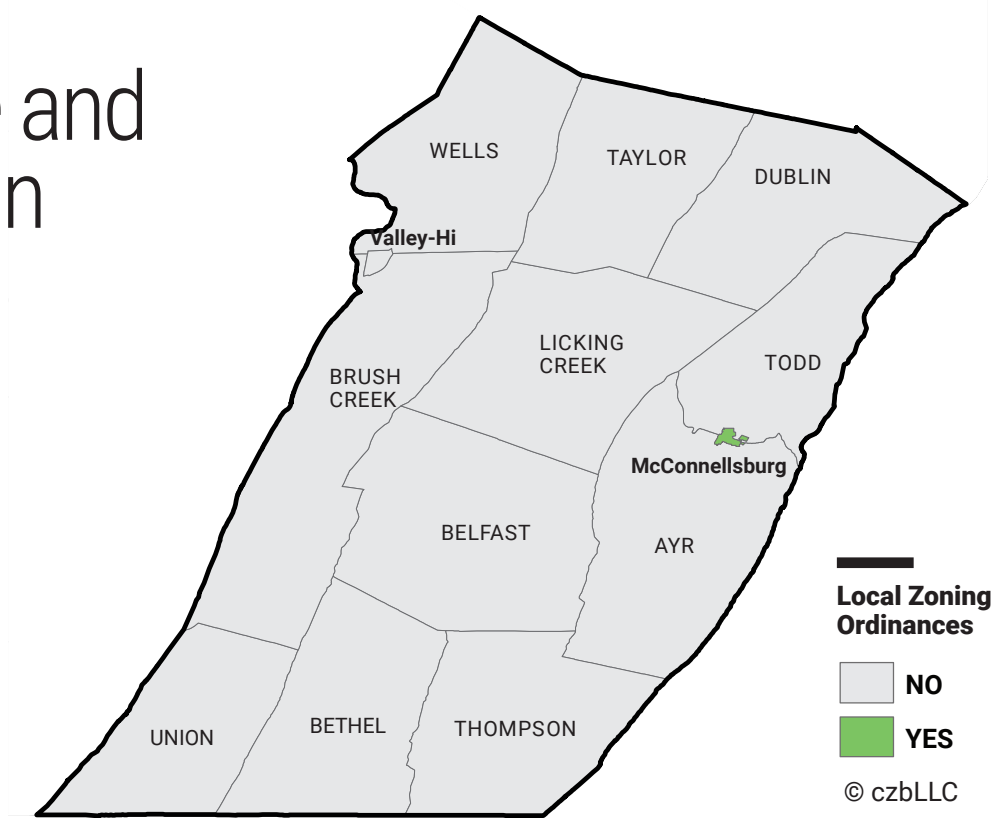 and
n
WELLS
TAYLOR
DUBLIN
Valley-Hi
LICKING
CREEK
TODD
BRUSH
CREEK
McConnellsburg
BELFAST
AYR
UNION
BETHEL
THOMPSON
Local Zoning
Ordinances
NO
YES
© czbLLC